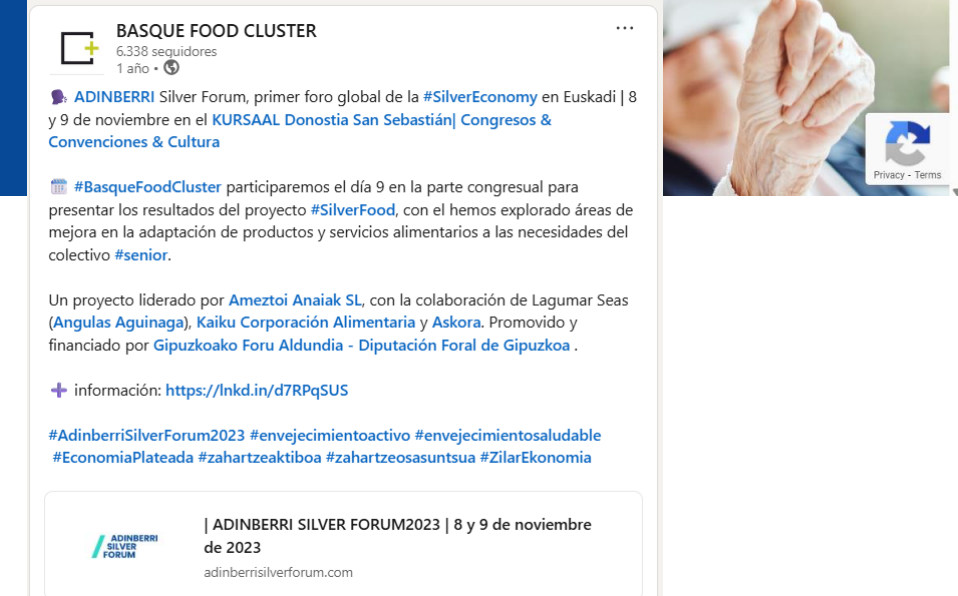 BASQUE FOOD CLUSTER
6.338 seguidores
1 año •
ADINBERRI Silver Forum, primer foro global de la #SilverEconomy en Euskadi | 8
y 9 de noviembre en el KURSAAL Donostia San Sebastián| Congresos &
Convenciones & Cultura
#BasqueFoodCluster participaremos el día 9 en la parte congresual para
presentar los resultados del proyecto #SilverFood, con el hemos explorado áreas de
mejora en la adaptación de productos y servicios alimentarios a las necesidades del
colectivo #senior.
Un proyecto liderado por Ameztoi Anaiak SL, con la colaboración de Lagumar Seas
(Angulas Aguinaga), Kaiku Corporación Alimentaria y Askora. Promovido y
financiado por Gipuzkoako Foru Aldundia - Diputación Foral de Gipuzkoa .
información: https://lnkd.in/d7RPqSUS
#AdinberriSilverForum2023 #envejecimientoactivo #envejecimientosaludable
#EconomiaPlateada #zahartzeaktiboa #zahartzeosasuntsua #ZilarEkonomia
ADINBERRI
SILVER
FORUM
| ADINBERRI SILVER FORUM2023 | 8 y 9 de noviembre
de 2023
adinberrisilverforum.com
Privacy - Terms